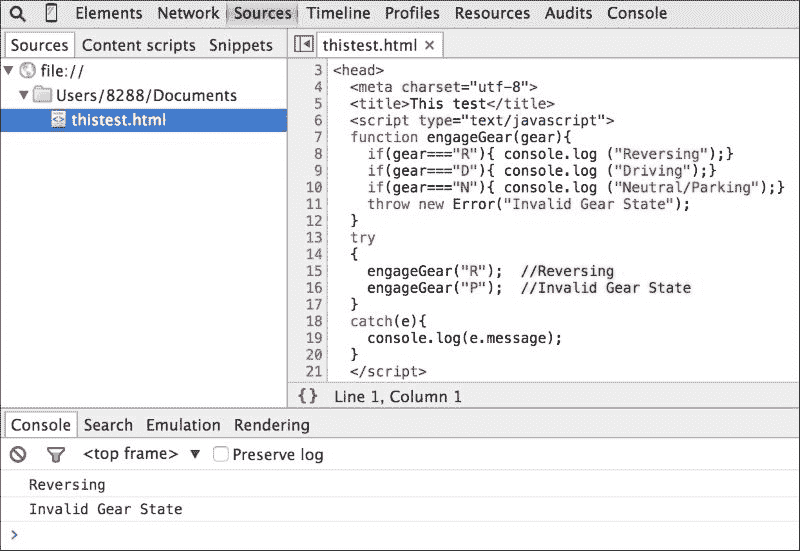 Elements Network Sources Timeline Profiles Resources Audits Console
Sources Content scripts Snippets
thistest.html ×
file://
Users/8288/Documents
thistest.html
3 <head>
4 <meta charset="utf-8">
5 <title>This test</title>
6 <script type="text/javascript">
7 function engageGear(gear){
8 if(gear==="R"){ console.log ("Reversing");}
9 if(gear==="D"){ console.log ("Driving");}
10 if(gear==="N"){ console.log ("Neutral/Parking");}
11 throw new Error("Invalid Gear State");
12 }
13 try
14 {
15 engageGear("R"); //Reversing
16 engageGear("P"); //Invalid Gear State
17 }
18 catch(e){
19 console.log(e.message);
20 }
21 </script>
{} Line 1, Column 1
Console Search Emulation Rendering
<top frame> ▼ Preserve log
Reversing
Invalid Gear State
>